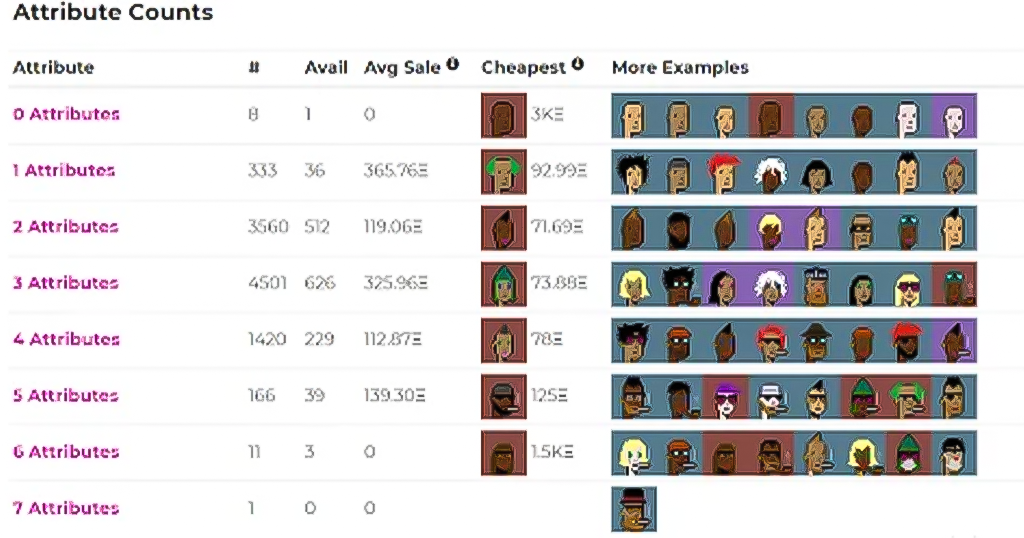 Attribute Counts
Attribute # Avail Avg Sale Cheapest More Examples
0 Attributes 8 1 0 3KΞ
1 Attributes 333 36 365.76Ξ 92.99Ξ
2 Attributes 3560 512 119.06Ξ 71.69Ξ
3 Attributes 4501 626 325.96Ξ 73.88Ξ
4 Attributes 1420 229 112.87Ξ 78Ξ
5 Attributes 166 39 139.30Ξ 125Ξ
6 Attributes 11 3 0 1.5KΞ
7 Attributes 1 0 0